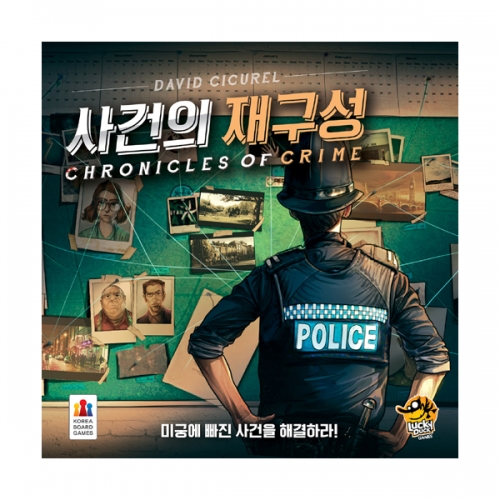 DAVID CICUREL
사건의 재구성
CHRONICLES OF CRIME
POLICE
미궁에 빠진 사건을 해결하라!
KOREA
BOARD
GAMES
LUCKY
DUCK
GAMES